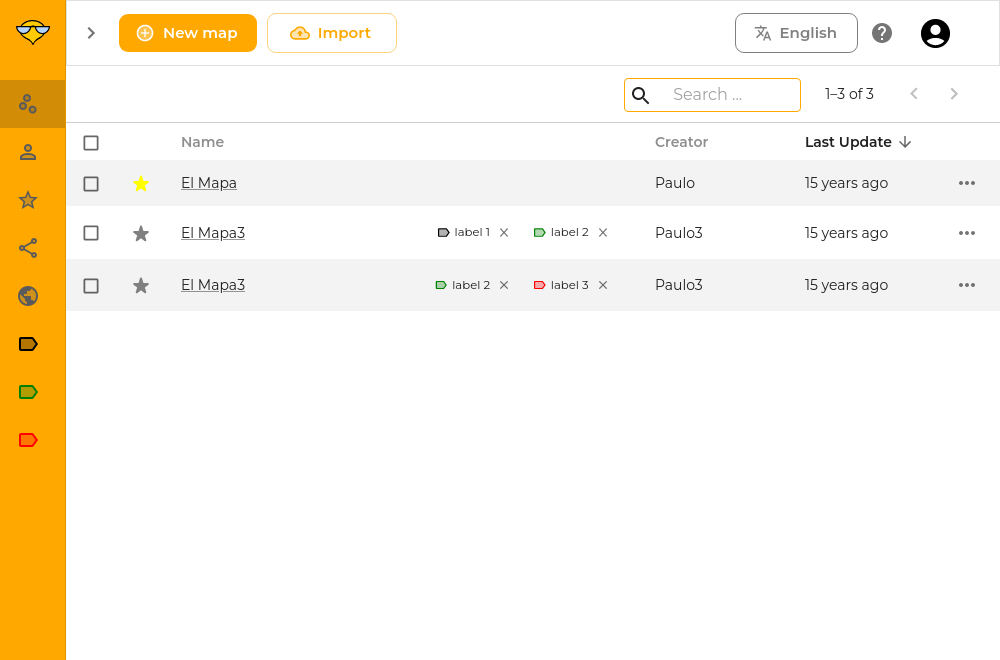 New map
Import
English
Search ...
1–3 of 3
Name
Creator
Last Update
El Mapa
Paulo
15 years ago
El Mapa3
label 1
label 2
Paulo3
15 years ago
El Mapa3
label 2
label 3
Paulo3
15 years ago